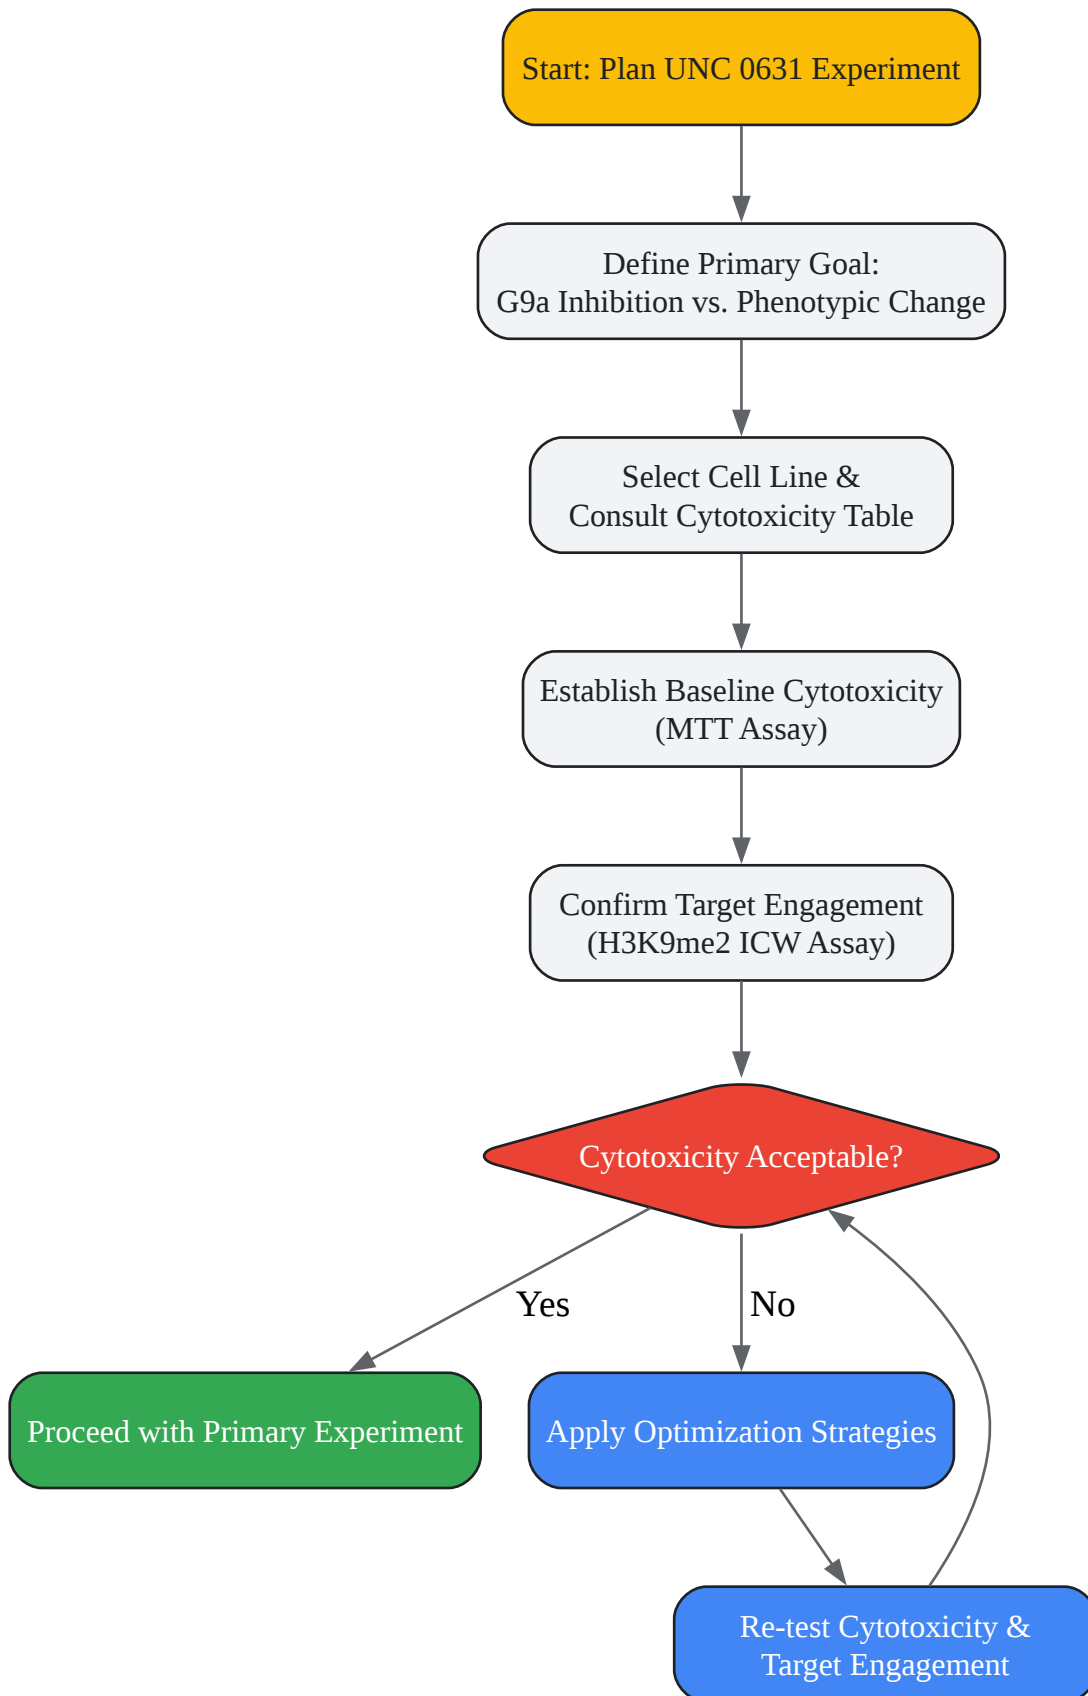 Start: Plan UNC 0631 Experiment
Define Primary Goal:
G9a Inhibition vs. Phenotypic Change
Select Cell Line &
Consult Cytotoxicity Table
Establish Baseline Cytotoxicity
(MTT Assay)
Confirm Target Engagement
(H3K9me2 ICW Assay)
Cytotoxicity Acceptable?
Yes
No
Proceed with Primary Experiment
Apply Optimization Strategies
Re-test Cytotoxicity &
Target Engagement